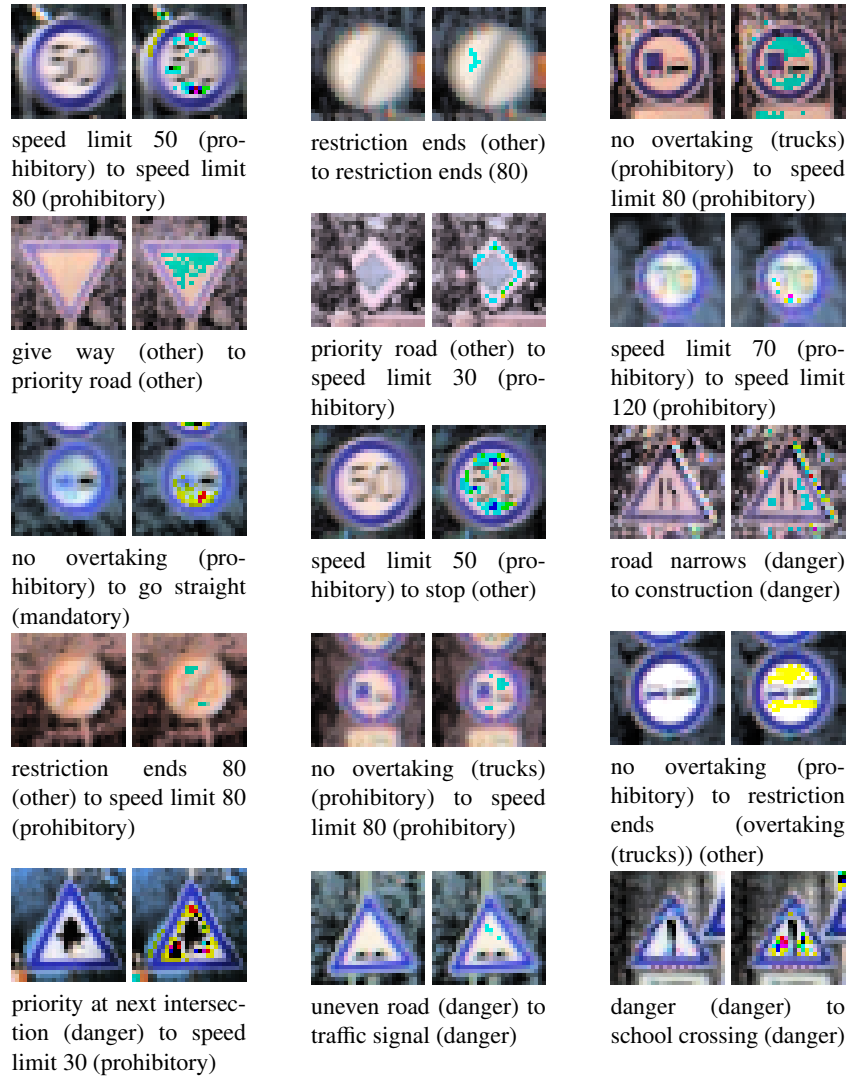 speed limit 50 (pro-
hibitory) to speed limit
80 (prohibitory)
restriction ends (other)
to restriction ends (80)
no overtaking (trucks)
(prohibitory) to speed
limit 80 (prohibitory)
give way (other) to
priority road (other)
priority road (other) to
speed limit 30 (pro-
hibitory)
speed limit 70 (pro-
hibitory) to speed limit
120 (prohibitory)
no overtaking (pro-
hibitory) to go straight
(mandatory)
50
speed limit 50 (pro-
hibitory) to stop (other)
road narrows (danger)
to construction (danger)
restriction ends 80
(other) to speed limit 80
(prohibitory)
no overtaking (trucks)
(prohibitory) to speed
limit 80 (prohibitory)
no overtaking (pro-
hibitory) to restriction
ends (overtaking
(trucks)) (other)
priority at next intersec-
tion (danger) to speed
limit 30 (prohibitory)
uneven road (danger) to
traffic signal (danger)
danger (danger) to
school crossing (danger)